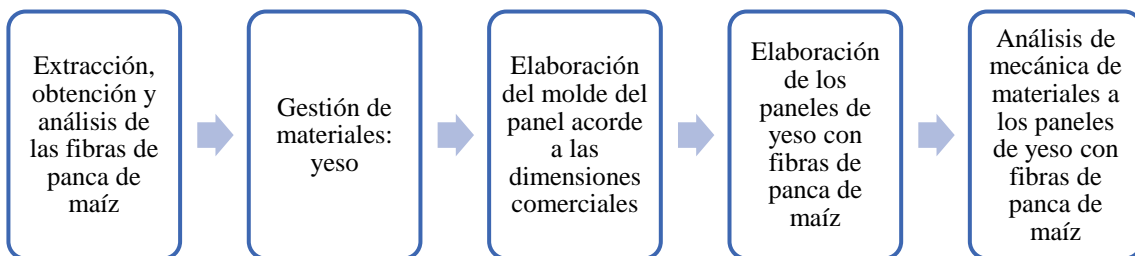 Extracción,
obtención y
análisis de
las fibras de
panca de
maíz
Gestión de
materiales:
yeso
Elaboración
del molde del
panel acorde
a las
dimensiones
comerciales
Elaboración
de los
paneles de
yeso con
fibras de
panca de
maíz
Análisis de
mecánica de
materiales a
los paneles
de yeso con
fibras de
panca de
maíz